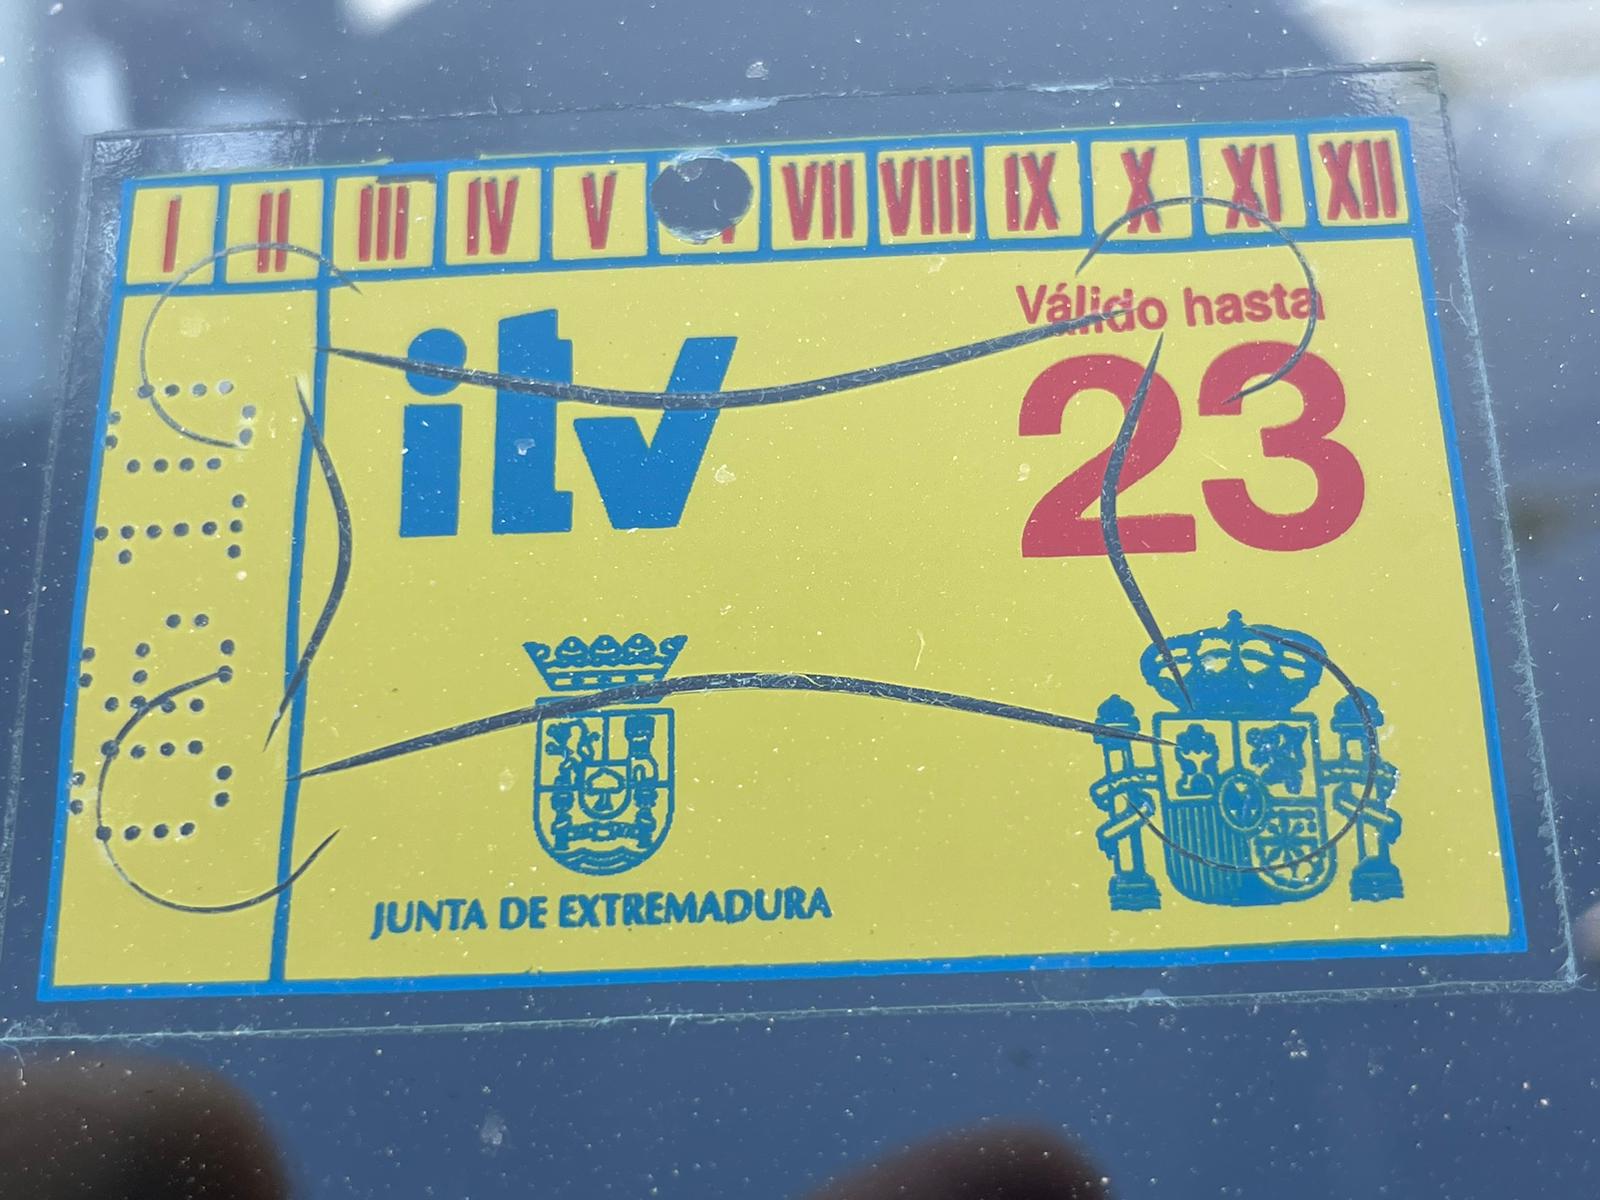 I II III IV V VII VIII IX X XI XII
itv
Válido hasta
23
JUNTA DE EXTREMADURA